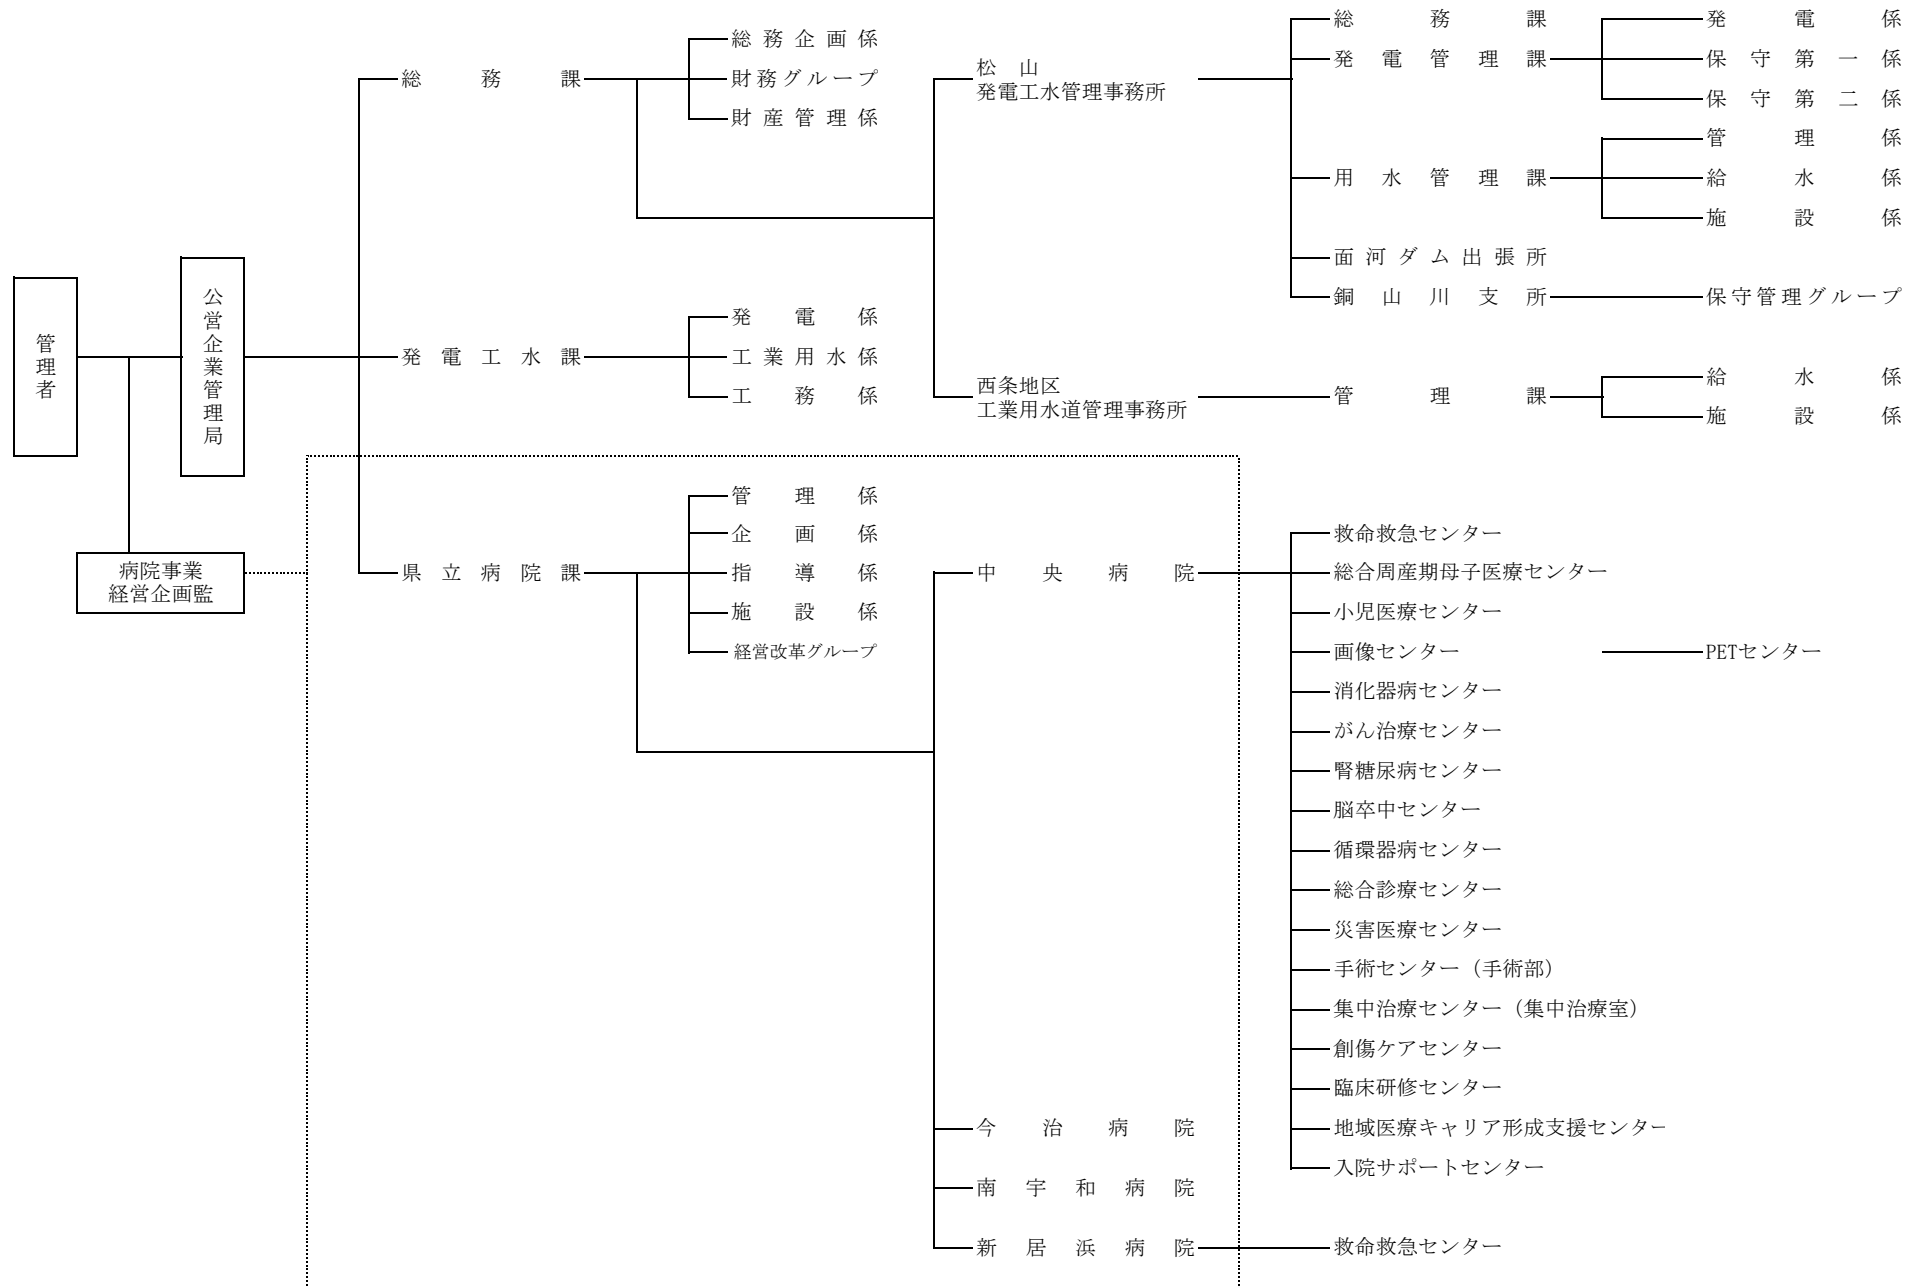 管理者
公営企業管理局
病院事業
経営企画監
総務課
総務企画係
財務グループ
財産管理係
発電工水課
発電係
工業用水係
工務係
県立病院課
管理係
企画係
指導係
施設係
経営改革グループ
松山
発電工水管理事務所
総務課
発電管理課
発電係
保守第一係
保守第二係
用水管理課
管理係
給水係
施設係
面河ダム出張所
銅山川支所
保守管理グループ
西条地区
工業用水道管理事務所
管理課
給水係
施設係
中央病院
救命救急センター
総合周産期母子医療センター
小児医療センター
画像センター
PETセンター
消化器病センター
がん治療センター
腎糖尿病センター
脳卒中センター
循環器病センター
総合診療センター
災害医療センター
手術センター（手術部）
集中治療センター（集中治療室）
創傷ケアセンター
臨床研修センター
地域医療キャリア形成支援センター
入院サポートセンター
今治病院
南宇和病院
新居浜病院
救命救急センター